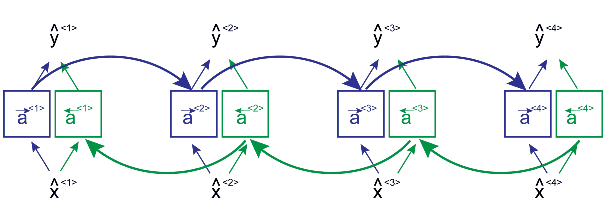 ŷ<1> ŷ<2> ŷ<3> ŷ<4>
a⃗<1> a⃖<1> a⃗<2> a⃖<2> a⃗<3> a⃖<3> a⃗<4> a⃖<4>
x̂<1> x̂<2> x̂<3> x̂<4>